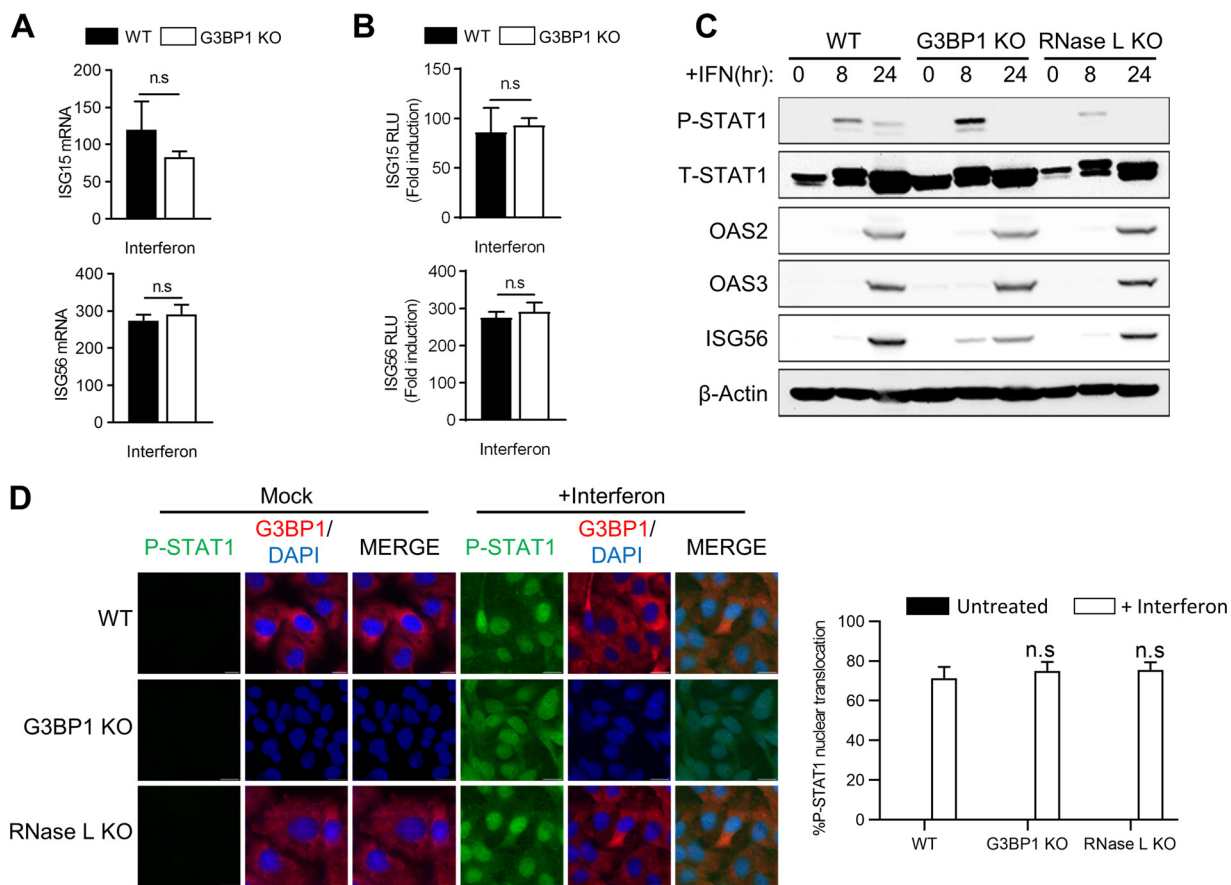 A
WT G3BP1 KO
ISG15 mRNA
200
150
100
50
0
n.s
Interferon
ISG56 mRNA
400
300
200
100
0
n.s
Interferon
B
WT G3BP1 KO
ISG15 RLU
(Fold induction)
150
100
50
0
n.s
Interferon
ISG56 RLU
(Fold induction)
400
300
200
100
0
n.s
Interferon
C
WT G3BP1 KO RNase L KO
+IFN(hr): 0 8 24 0 8 24 0 8 24
P-STAT1
T-STAT1
OAS2
OAS3
ISG56
β-Actin
D
Mock +Interferon
P-STAT1 G3BP1/ DAPI MERGE P-STAT1 G3BP1/ DAPI MERGE
WT
G3BP1 KO
RNase L KO
Untreated + Interferon
%P-STAT1 nuclear translocation
100
80
60
40
20
0
n.s n.s
WT G3BP1 KO RNase L KO